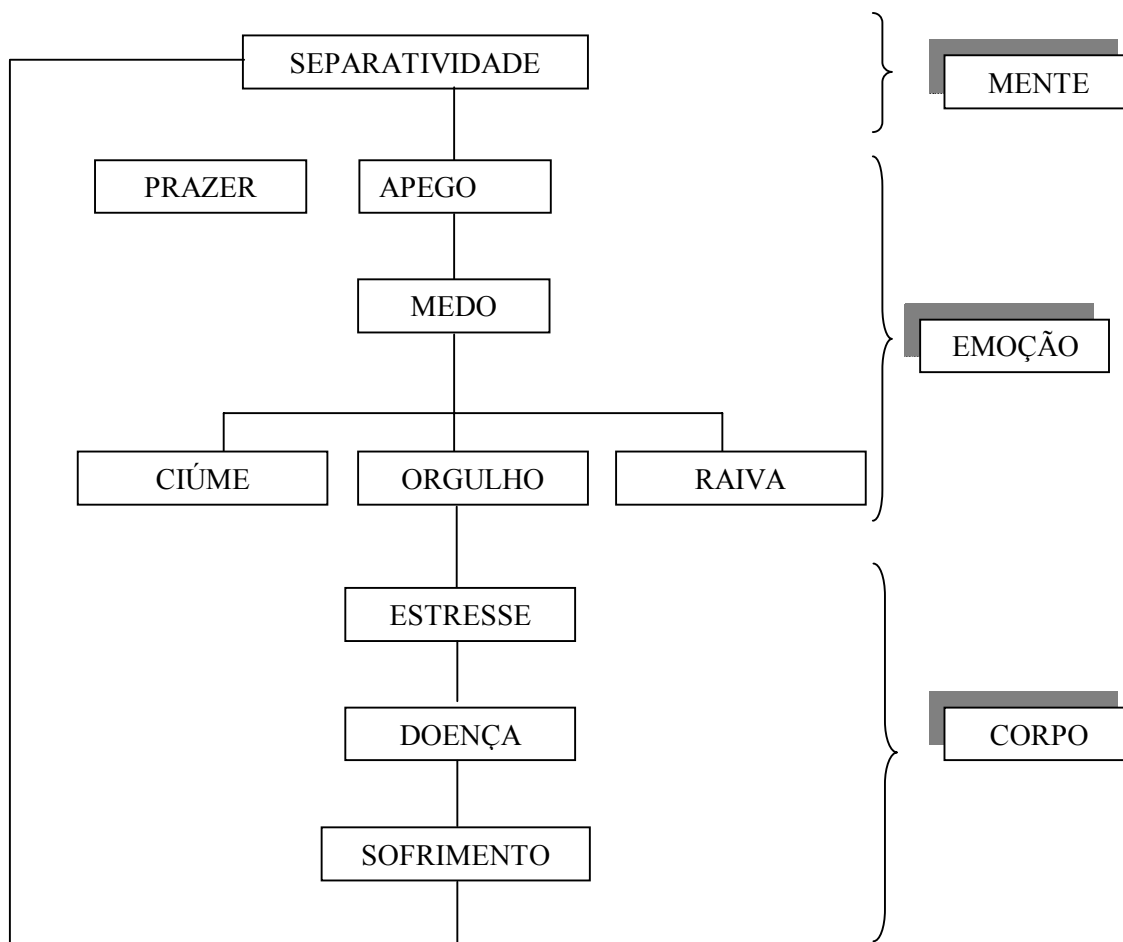 SEPARATIVIDADE
MENTE
PRAZER
APEGO
MEDO
EMOÇÃO
CIÚME
ORGULHO
RAIVA
ESTRESSE
DOENÇA
CORPO
SOFRIMENTO